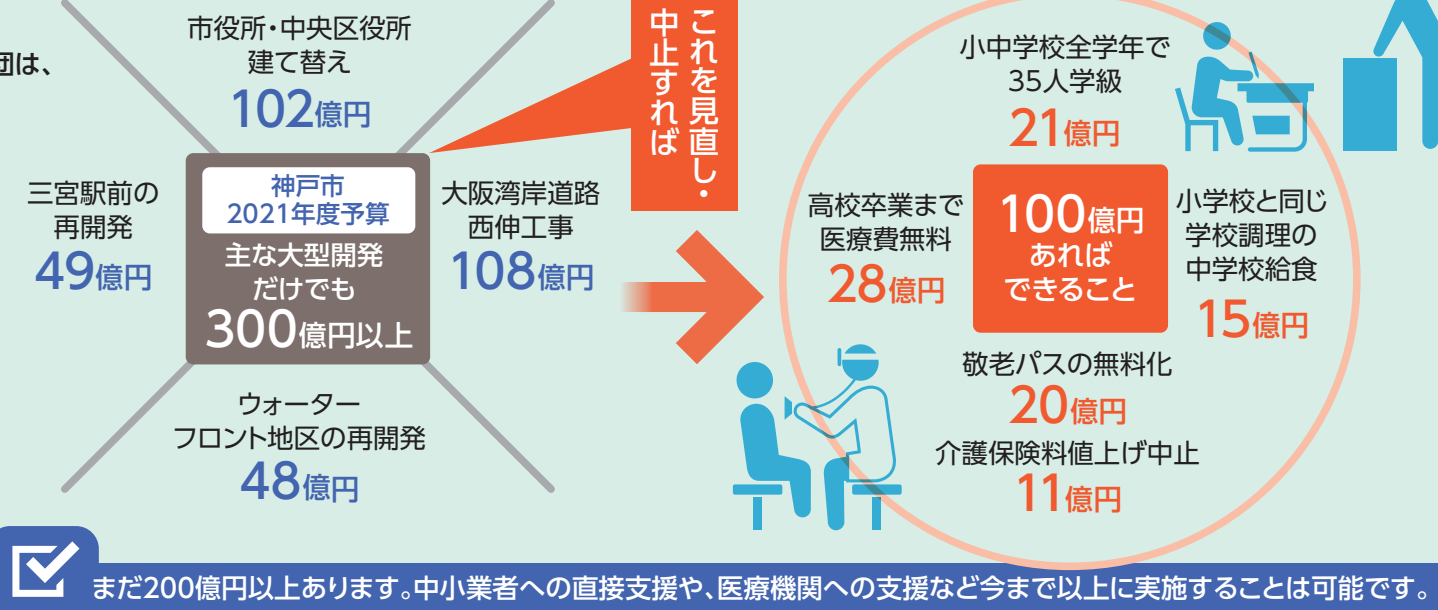 団は、
市役所・中央区役所
建て替え
102億円
三宮駅前の
再開発
49億円
神戸市
2021年度予算
主な大型開発
だけでも
300億円以上
大阪湾岸道路
西伸工事
108億円
ウォーター
フロント地区の再開発
48億円
これを見直し・
中止すれば
小中学校全学年で
35人学級
21億円
高校卒業まで
医療費無料
28億円
100億円
あれば
できること
小学校と同じ
学校調理の
中学校給食
15億円
敬老パスの無料化
20億円
介護保険料値上げ中止
11億円
まだ200億円以上あります。中小業者への直接支援や、医療機関への支援など今まで以上に実施することは可能です。